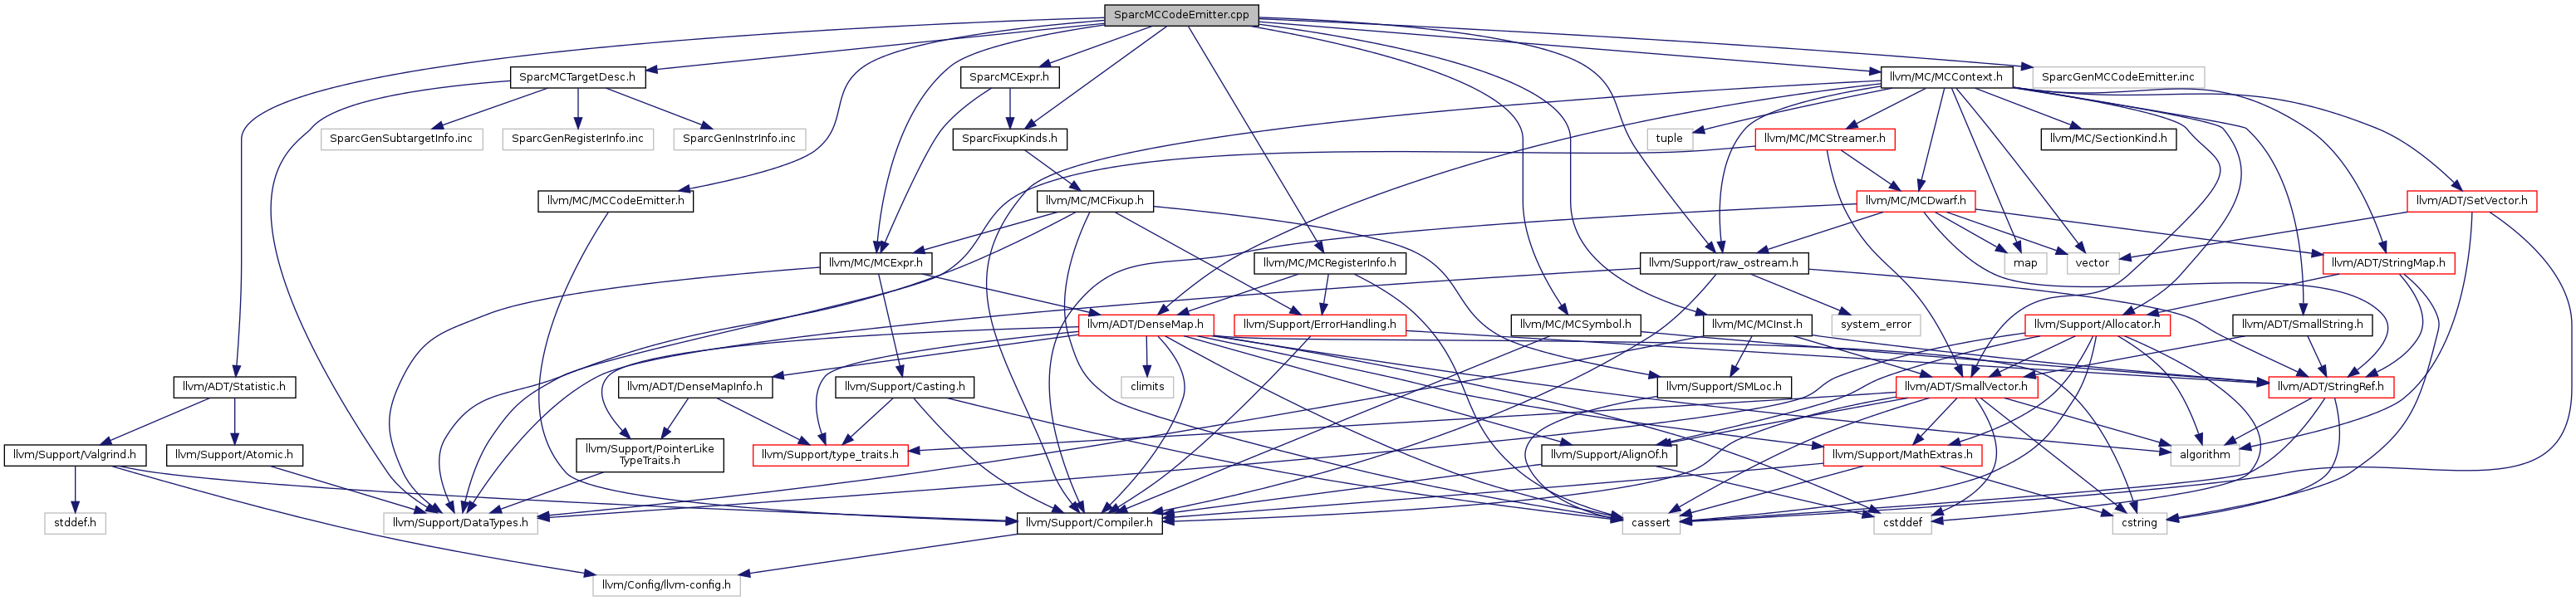 SparcMCCodeEmitter.cpp
SparcMCTargetDesc.h
SparcMCExpr.h
llvm/MC/MCContext.h
SparcGenMCCodeEmitter.inc
SparcGenSubtargetInfo.inc
SparcGenRegisterInfo.inc
SparcGenInstrInfo.inc
SparcFixupKinds.h
tuple
llvm/MC/MCStreamer.h
llvm/MC/SectionKind.h
llvm/MC/MCCodeEmitter.h
llvm/MC/MCFixup.h
llvm/MC/MCDwarf.h
llvm/ADT/SetVector.h
llvm/MC/MCExpr.h
llvm/MC/MCRegisterInfo.h
llvm/Support/raw_ostream.h
map
vector
llvm/ADT/StringMap.h
llvm/ADT/DenseMap.h
llvm/Support/ErrorHandling.h
llvm/MC/MCSymbol.h
system_error
llvm/MC/MCInst.h
llvm/Support/Allocator.h
llvm/ADT/SmallString.h
llvm/ADT/Statistic.h
llvm/ADT/DenseMapInfo.h
llvm/Support/Casting.h
climits
llvm/Support/SMLoc.h
llvm/ADT/SmallVector.h
llvm/ADT/StringRef.h
llvm/Support/Valgrind.h
llvm/Support/Atomic.h
llvm/Support/PointerLike
TypeTraits.h
llvm/Support/type_traits.h
llvm/Support/AlignOf.h
llvm/Support/MathExtras.h
algorithm
stddef.h
llvm/Support/DataTypes.h
llvm/Support/Compiler.h
cassert
cstddef
cstring
llvm/Config/llvm-config.h